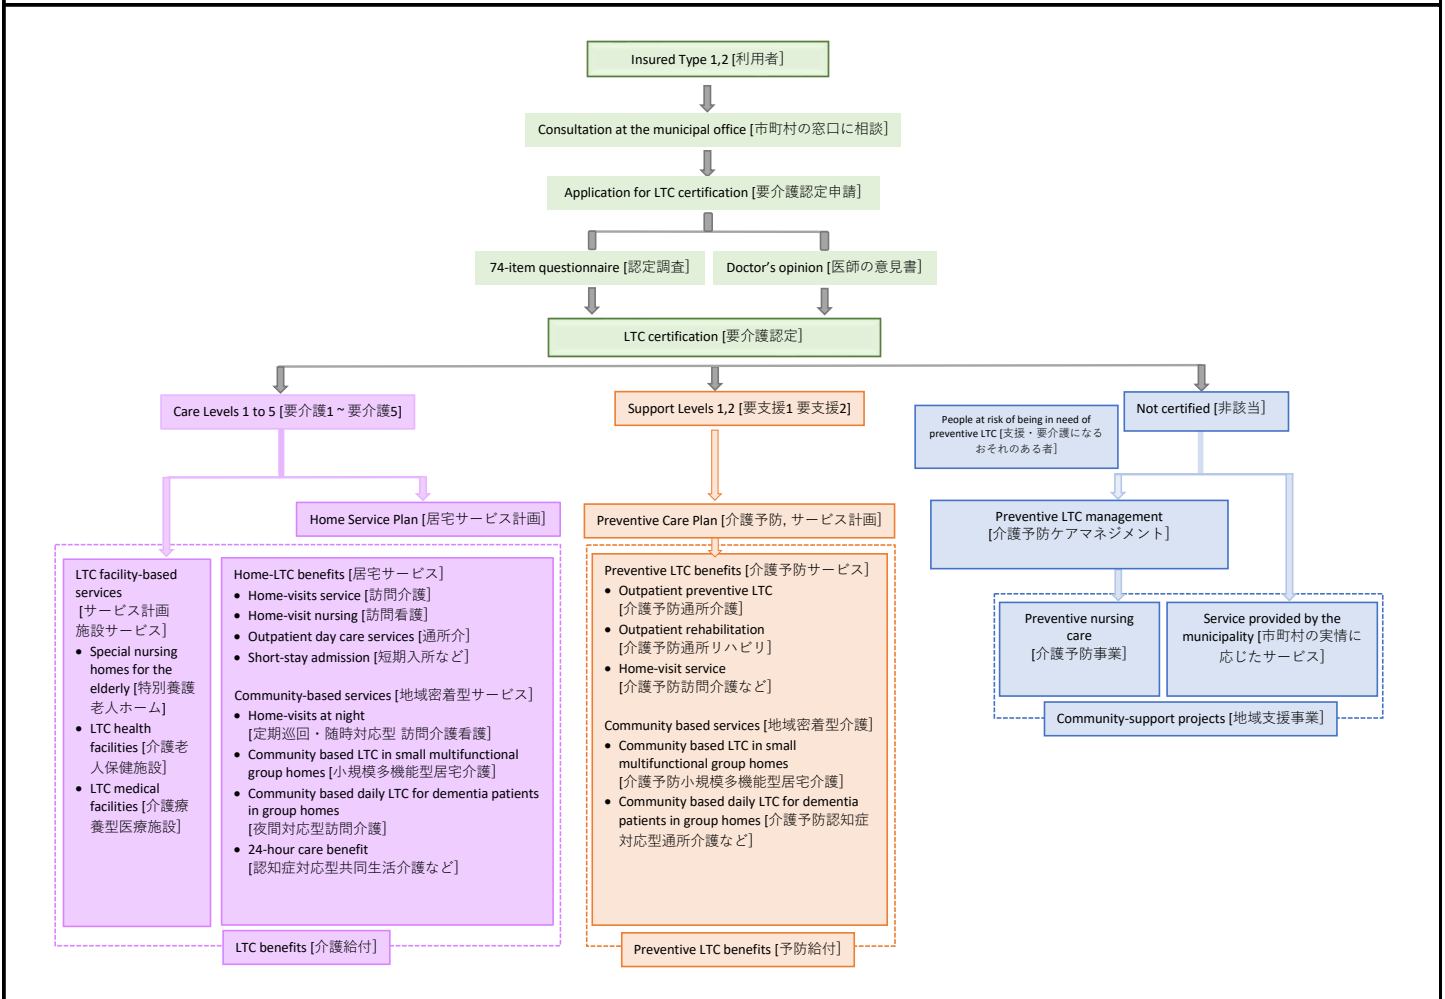 Insured Type 1,2 [利用者]
Consultation at the municipal office [市町村の窓口に相談]
Application for LTC certification [要介護認定申請]
74-item questionnaire [認定調査]
Doctor's opinion [医師の意見書]
LTC certification [要介護認定]
Care Levels 1 to 5 [要介護1 ~ 要介護5]
Support Levels 1,2 [要支援1 要支援2]
People at risk of being in need of
preventive LTC [支援・要介護になる
おそれのある者]
Not certified [非該当]
Home Service Plan [居宅サービス計画]
Preventive Care Plan [介護予防, サービス計画]
Preventive LTC management
[介護予防ケアマネジメント]
LTC facility-based
services
[サービス計画
施設サービス]
• Special nursing
homes for the
elderly [特別養護
老人ホーム]
• LTC health
facilities [介護老
人保健施設]
• LTC medical
facilities [介護療
養型医療施設]
Home-LTC benefits [居宅サービス]
• Home-visits service [訪問介護]
• Home-visit nursing [訪問看護]
• Outpatient day care services [通所介]
• Short-stay admission [短期入所など]
Community-based services [地域密着型サービス]
• Home-visits at night
[定期巡回・随時対応型 訪問介護看護]
• Community based LTC in small multifunctional
group homes [小規模多機能型居宅介護]
• Community based daily LTC for dementia patients
in group homes
[夜間対応型訪問介護]
• 24-hour care benefit
[認知症対応型共同生活介護など]
LTC benefits [介護給付]
Preventive LTC benefits [介護予防サービス]
• Outpatient preventive LTC
[介護予防通所介護]
• Outpatient rehabilitation
[介護予防通所リハビリ]
• Home-visit service
[介護予防訪問介護など]
Community based services [地域密着型介護]
• Community based LTC in small
multifunctional group homes
[介護予防小規模多機能型居宅介護]
• Community based daily LTC for dementia
patients in group homes [介護予防認知症
対応型通所介護など]
Preventive LTC benefits [予防給付]
Preventive nursing
care
[介護予防事業]
Service provided by the
municipality [市町村の実情に
応じたサービス]
Community-support projects [地域支援事業]